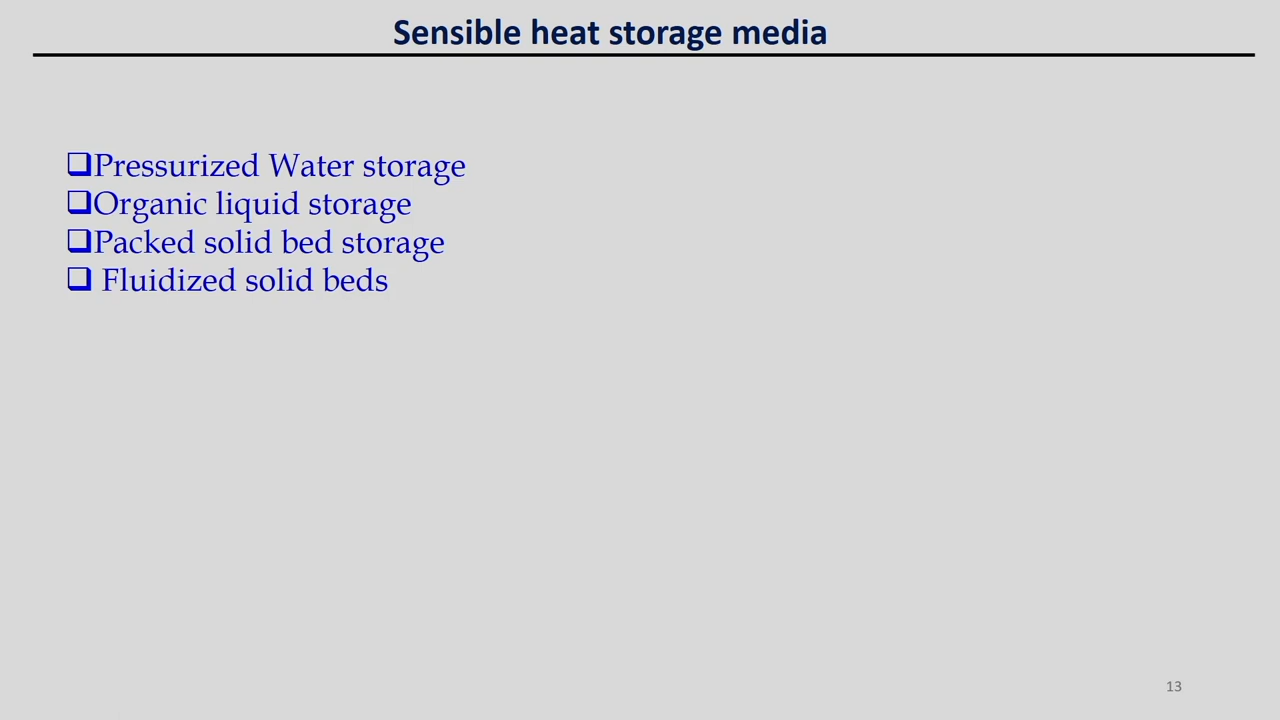 Sensible heat storage media
❑Pressurized Water storage
❑Organic liquid storage
❑Packed solid bed storage
❑ Fluidized solid beds
13